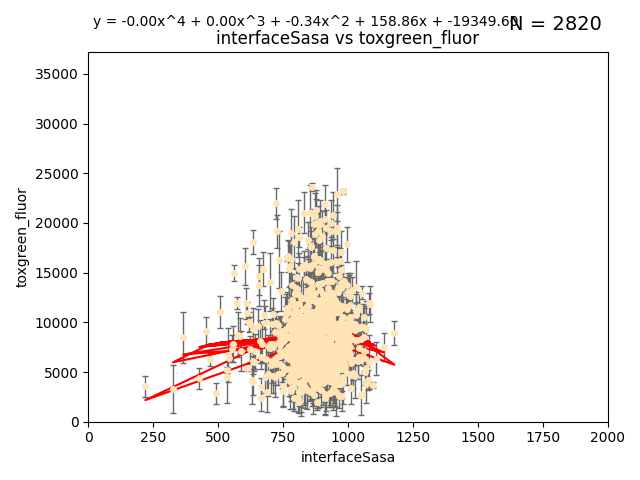 y = -0.00x^4 + 0.00x^3 + -0.34x^2 + 158.86x + -19349.60
N = 2820
interfaceSasa vs toxgreen_fluor
35000
30000
25000
20000
15000
10000
5000
0
toxgreen_fluor
0 250 500 750 1000 1250 1500 1750 2000
interfaceSasa